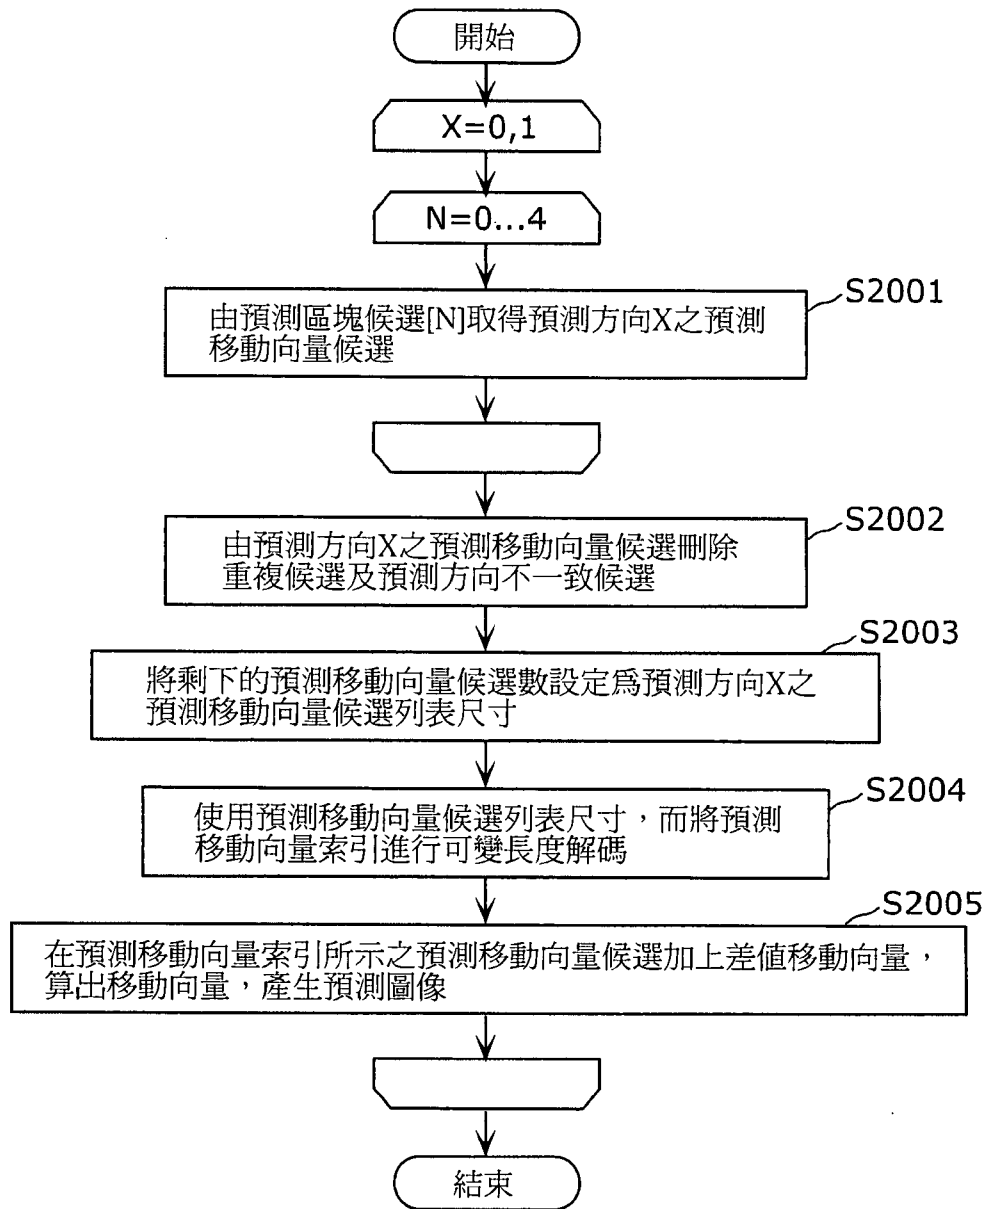 開始
X=0,1
N=0...4
S2001
由預測區塊候選[N]取得預測方向X之預測
移動向量候選
S2002
由預測方向X之預測移動向量候選刪除
重複候選及預測方向不一致候選
S2003
將剩下的預測移動向量候選數設定爲預測方向X之
預測移動向量候選列表尺寸
S2004
使用預測移動向量候選列表尺寸，而將預測
移動向量索引進行可變長度解碼
S2005
在預測移動向量索引所示之預測移動向量候選加上差値移動向量，
算出移動向量，產生預測圖像
結束